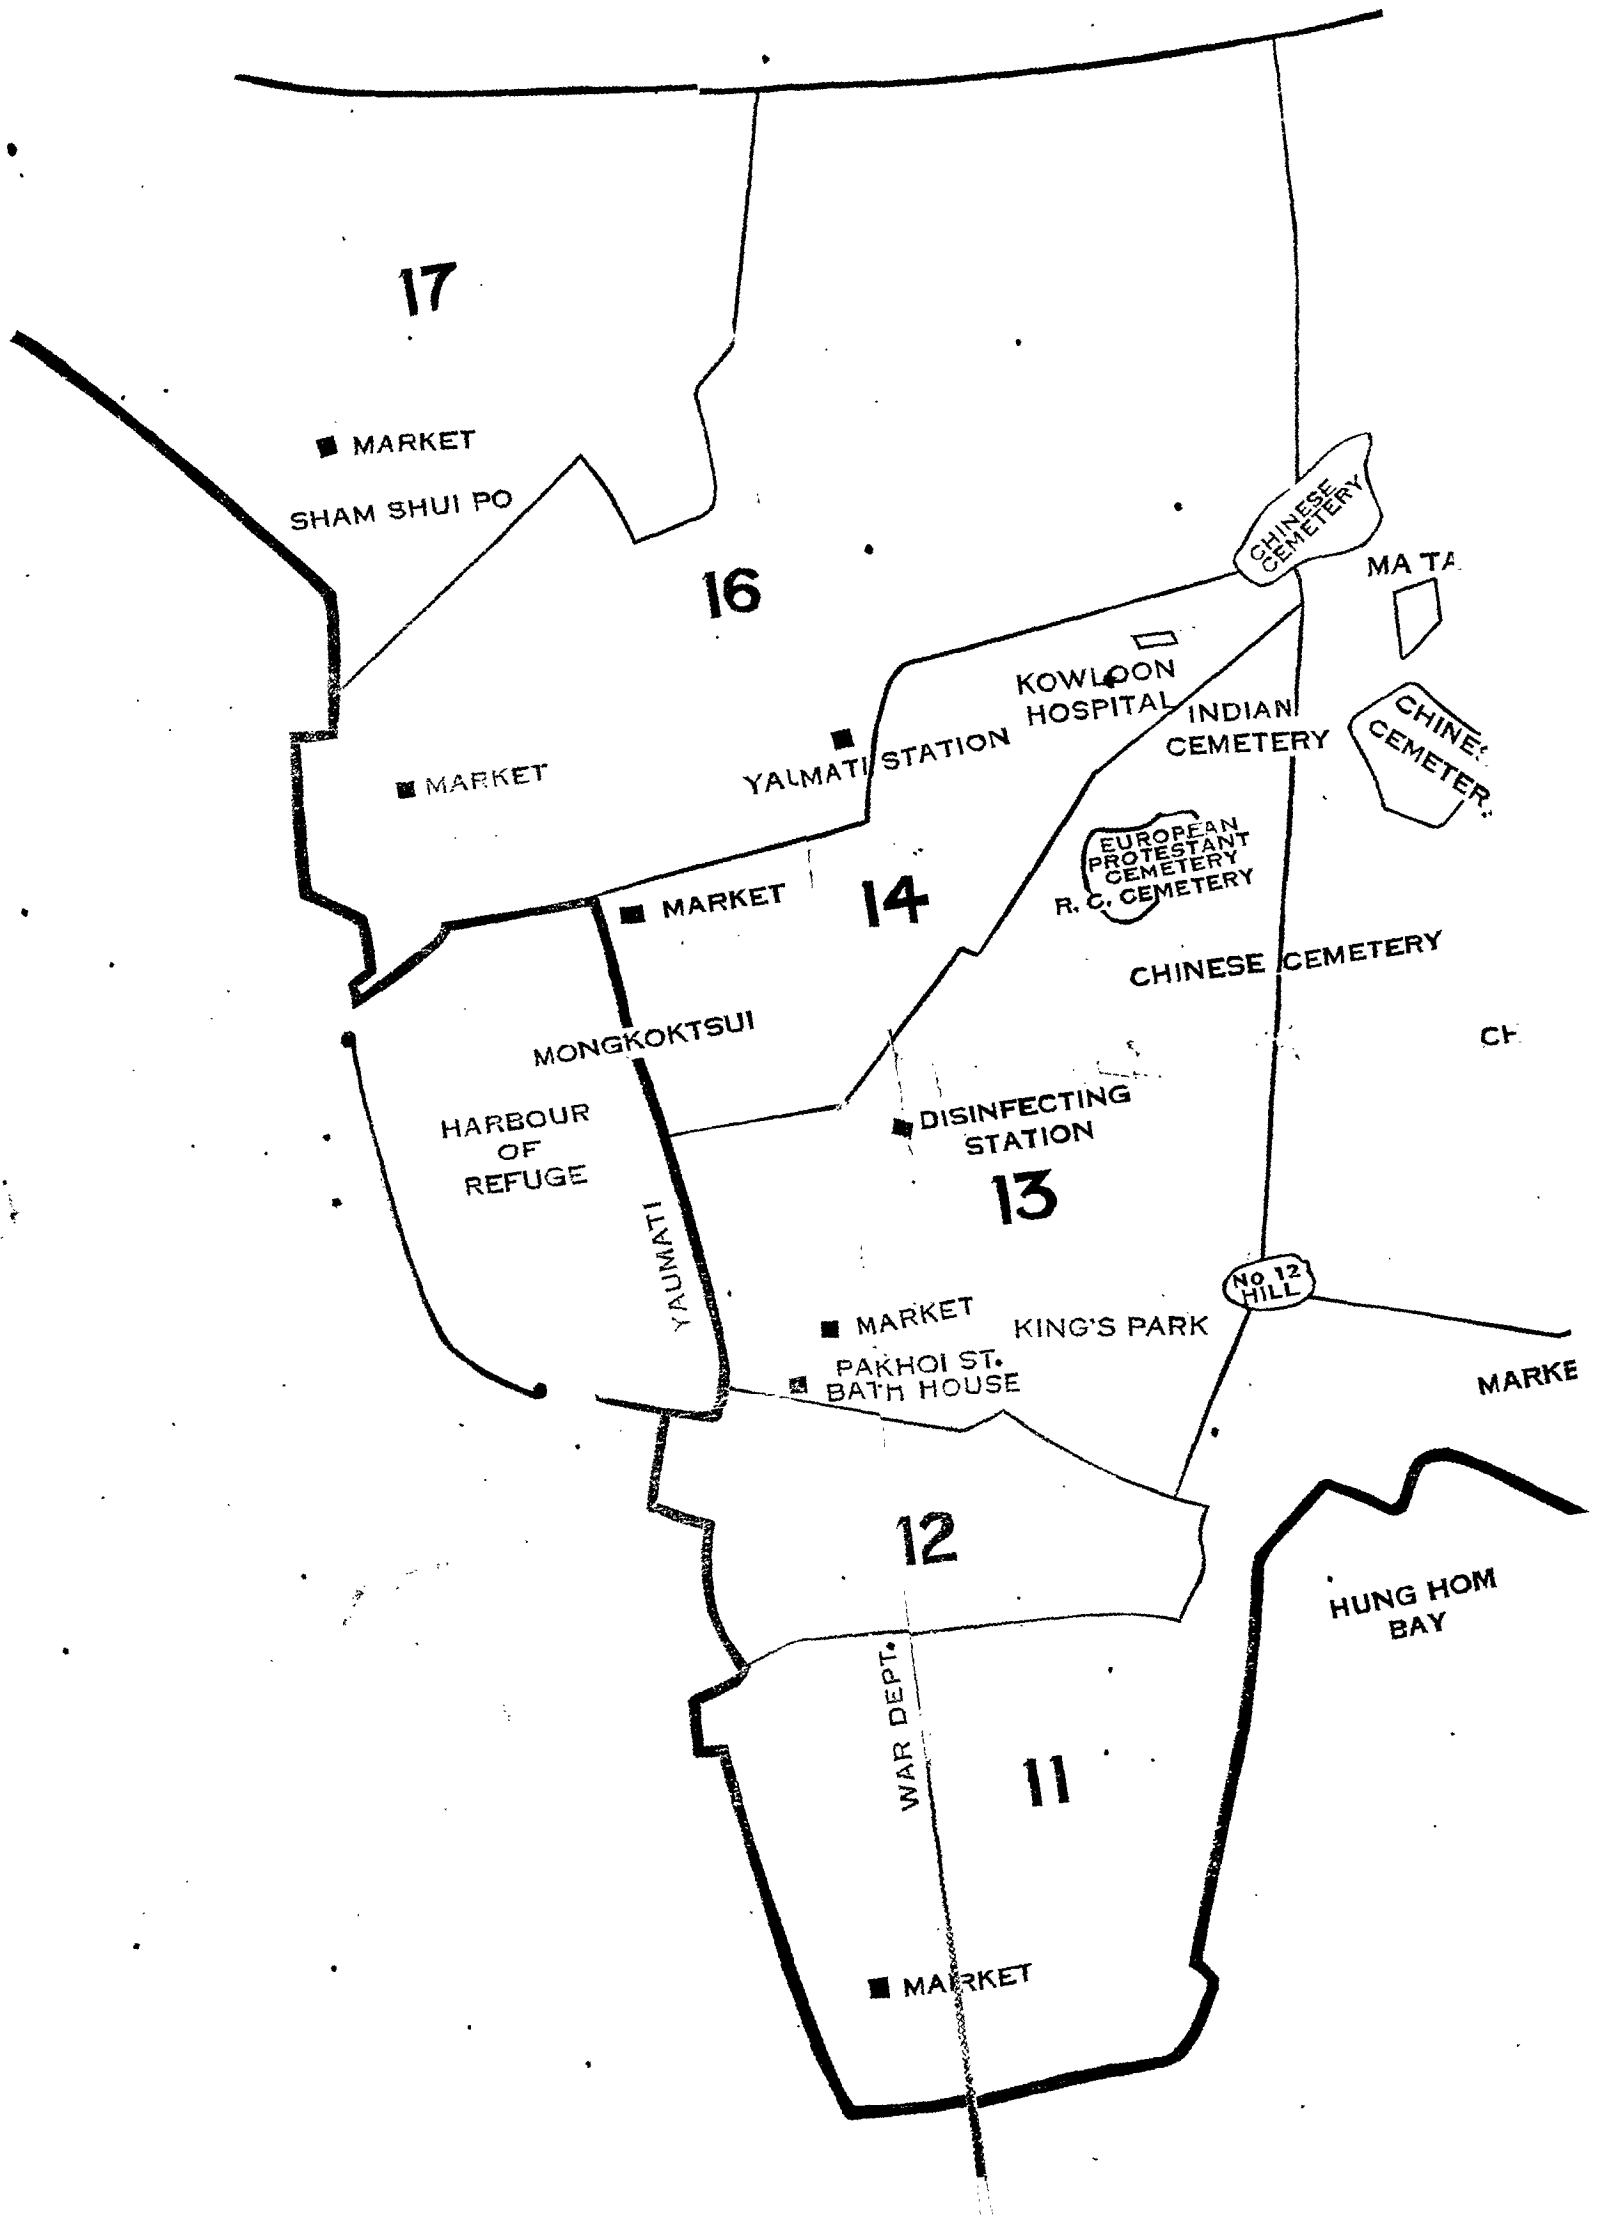 17
MARKET
SHAM SHUI PO
16
CHINESE
CEMETERY
MA TA
KOWLOON
HOSPITAL
INDIAN
CEMETERY
CHINES
CEMETER
YALMATI STATION
MARKET
EUROPEAN
PROTESTANT
CEMETERY
R. C. CEMETERY
MARKET
14
CHINESE CEMETERY
MONGKOKTSUI
CH
HARBOUR
OF
REFUGE
DISINFECTING
STATION
13
YAUMATI
No 12
HILL
MARKET
KING'S PARK
PAKHOI ST.
BATH HOUSE
MARKE
12
HUNG HOM
BAY
WAR DEPT.
11
MARKET